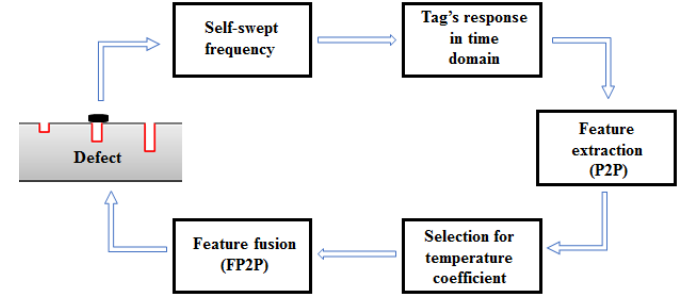 Self-swept
frequency
Tag's response
in time
domain
Feature
extraction
(P2P)
Selection for
temperature
coefficient
Feature fusion
(FP2P)
Defect